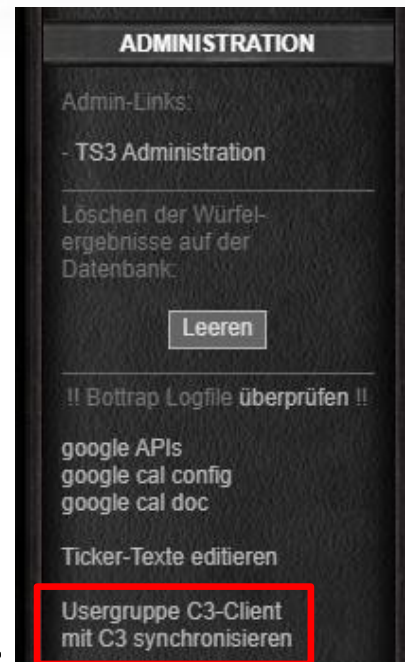 ADMINISTRATION
Admin-Links:
- TS3 Administration
Löschen der Würfel-
ergebnisse auf der
Datenbank:
Leeren
!! Bottrap Logfile überprüfen !!
google APIs
google cal config
google cal doc
Ticker-Texte editieren
Usergruppe C3-Client
mit C3 synchronisieren